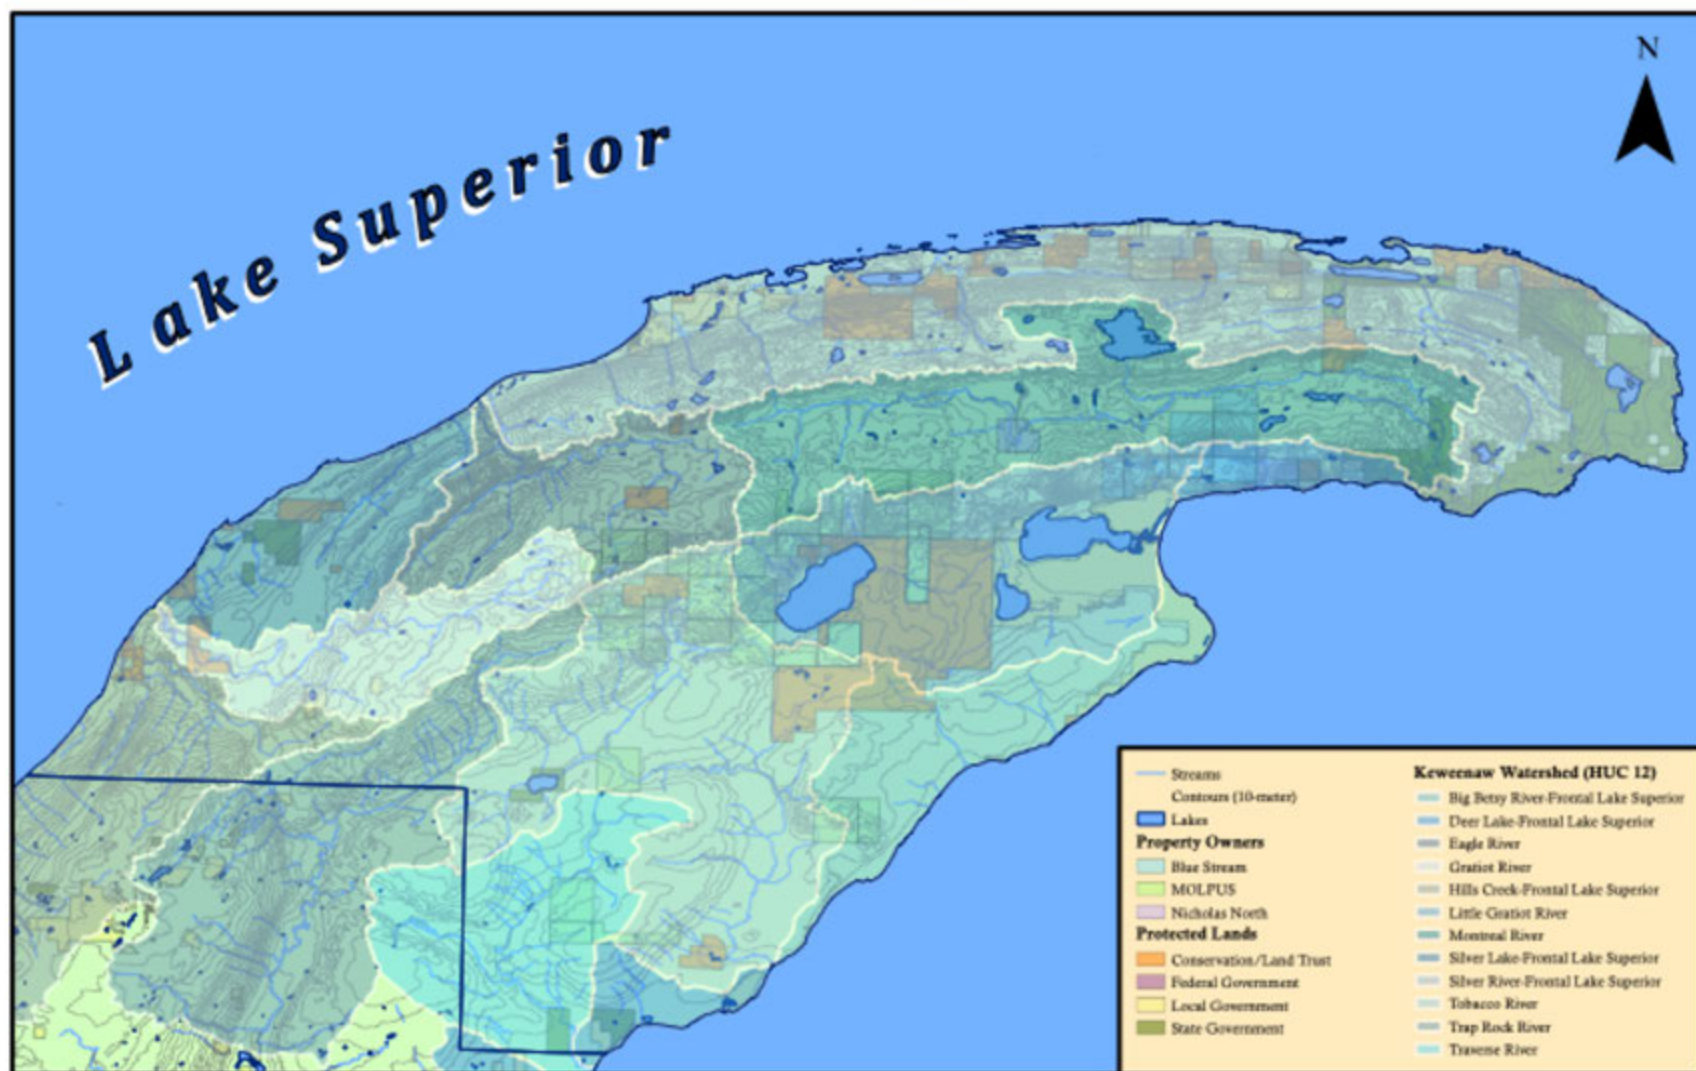 N
Lake Superior
Streams
Contours (10-meter)
Lakes
Property Owners
Blue Stream
MOLPUS
Nicholas North
Protected Lands
Conservation/Land Trust
Federal Government
Local Government
State Government
Keweenaw Watershed (HUC 12)
Big Betsy River-Frontal Lake Superior
Deer Lake-Frontal Lake Superior
Eagle River
Gratiot River
Hills Creek-Frontal Lake Superior
Little Gratiot River
Montreal River
Silver Lake-Frontal Lake Superior
Silver River-Frontal Lake Superior
Tobacco River
Trap Rock River
Traverse River